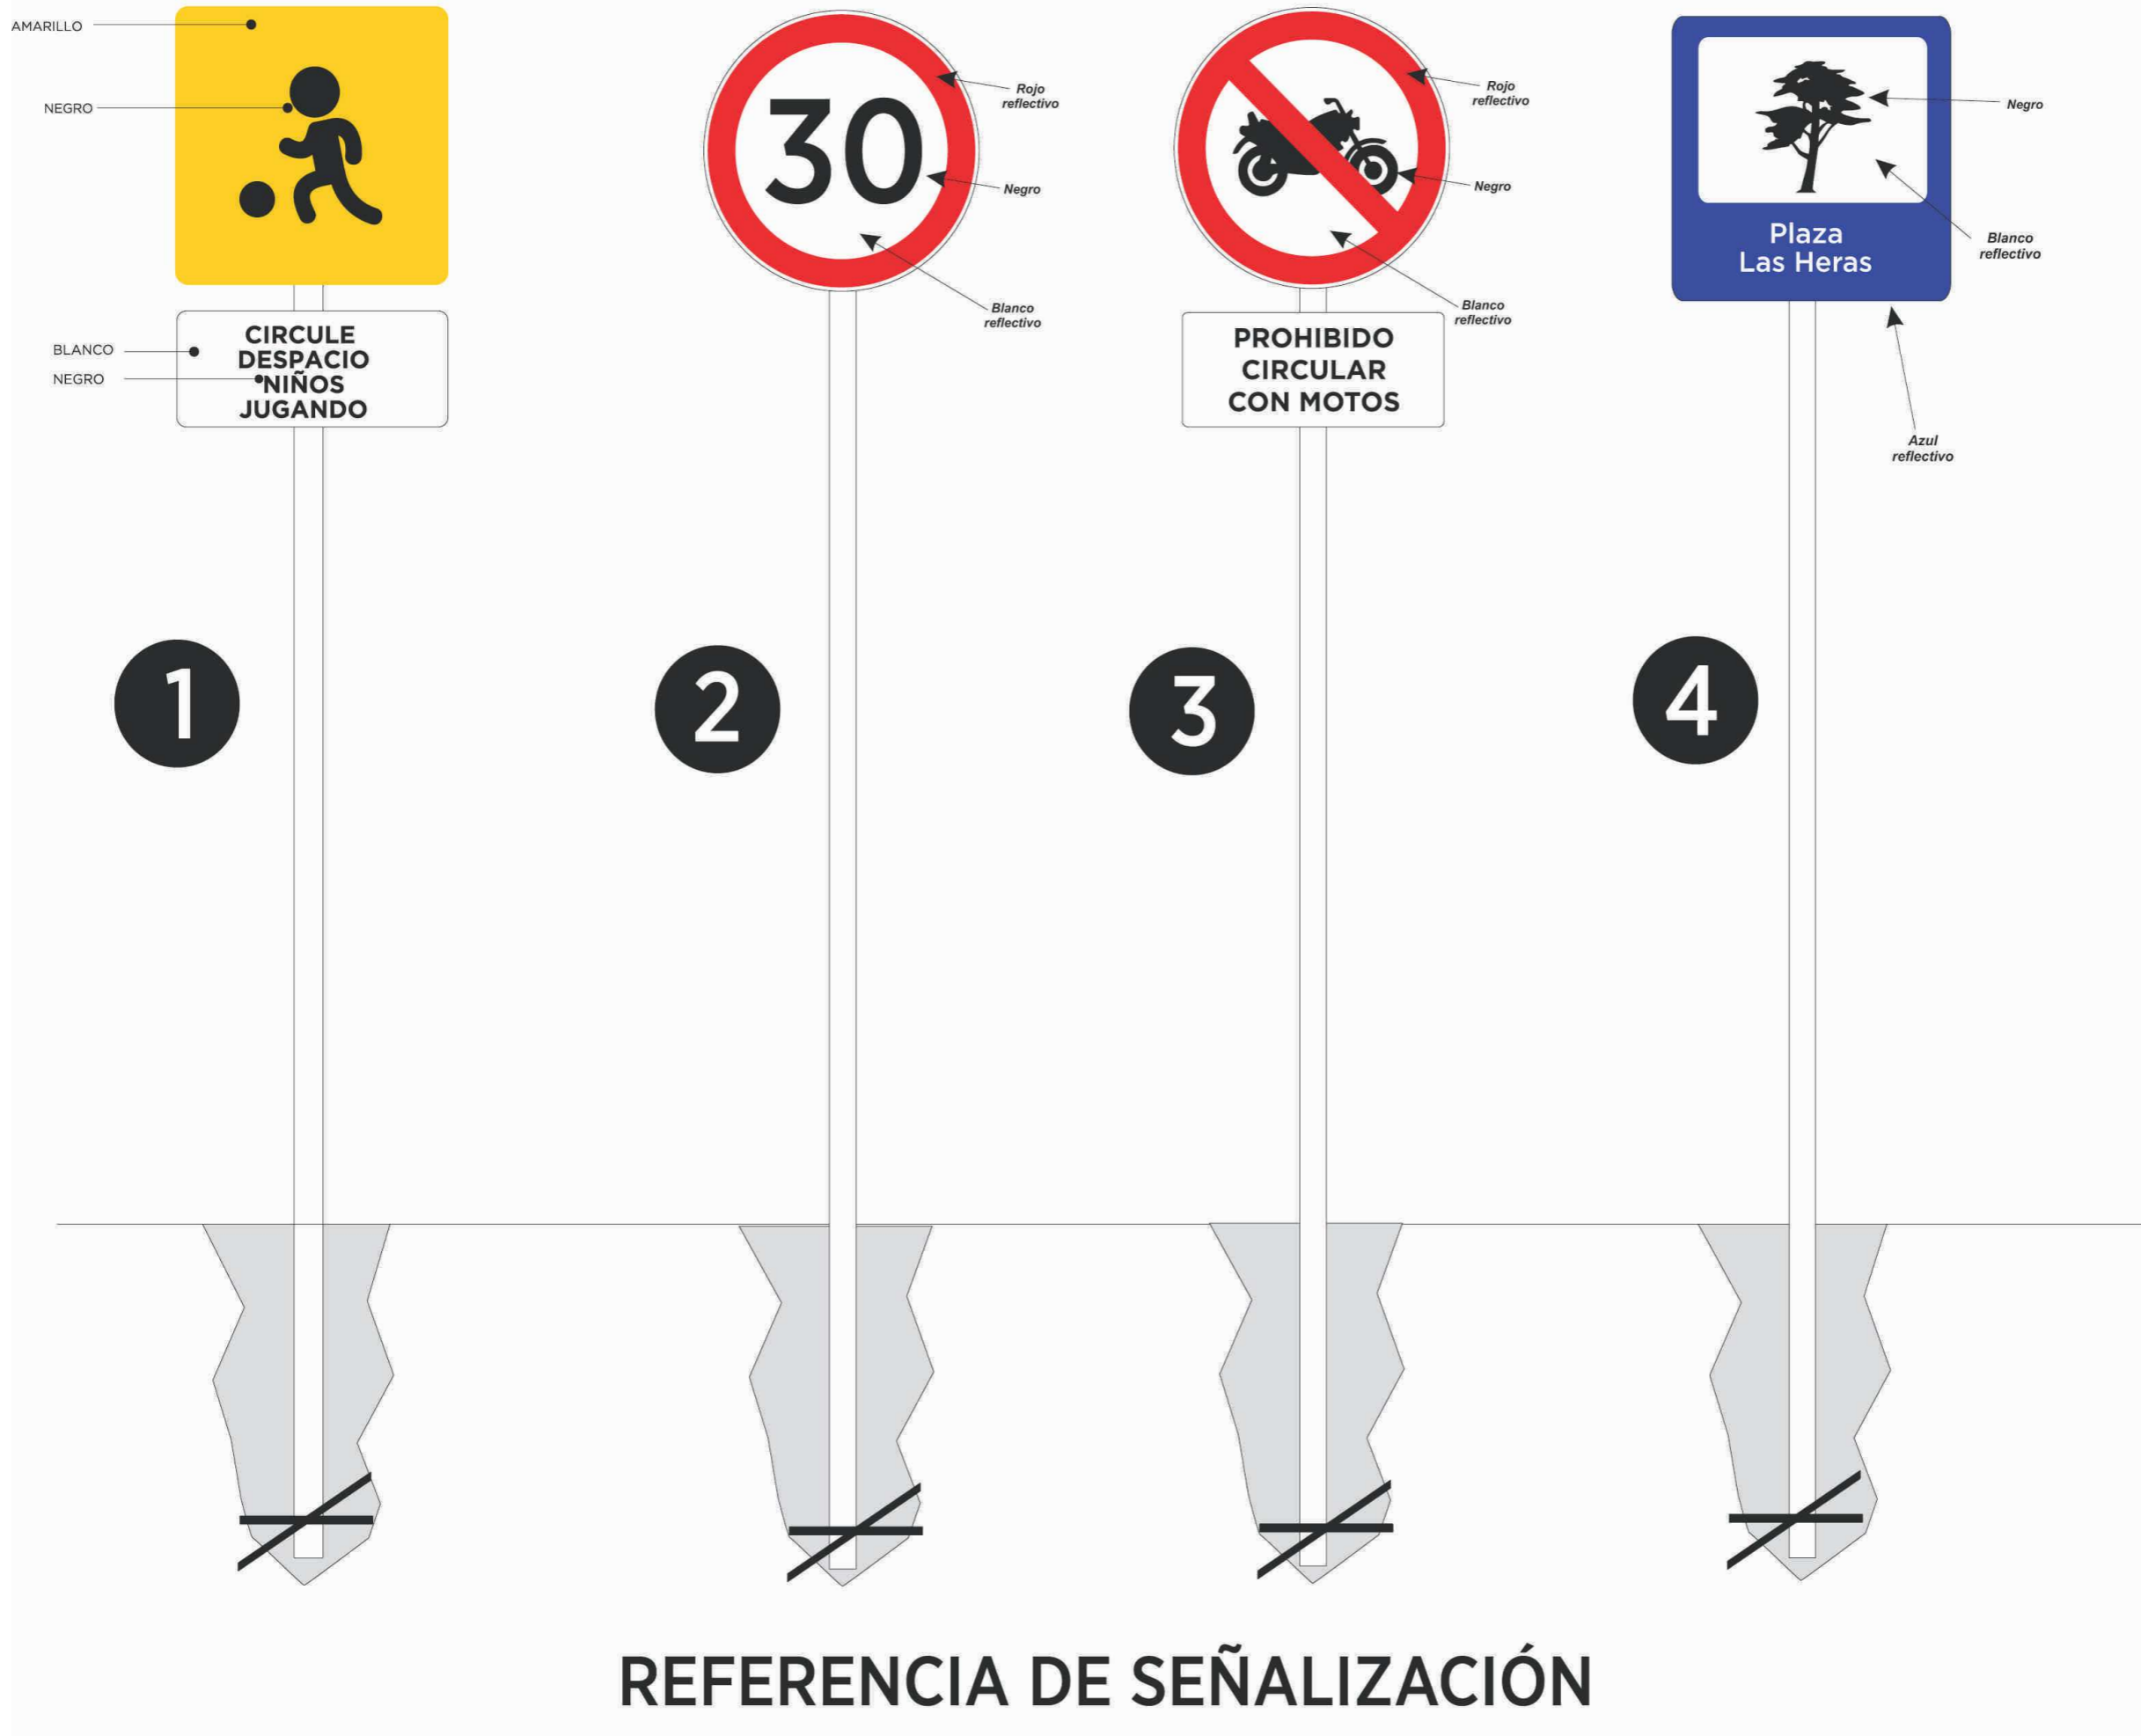 AMARILLO
NEGRO
CIRCULE
DESPACIO
NIÑOS
JUGANDO
BLANCO
NEGRO
1
30
Rojo
reflectivo
Negro
Blanco
reflectivo
2
Rojo
reflectivo
Negro
Blanco
reflectivo
PROHIBIDO
CIRCULAR
CON MOTOS
3
Negro
Blanco
reflectivo
Plaza
Las Heras
Azul
reflectivo
4
REFERENCIA DE SEÑALIZACIÓN